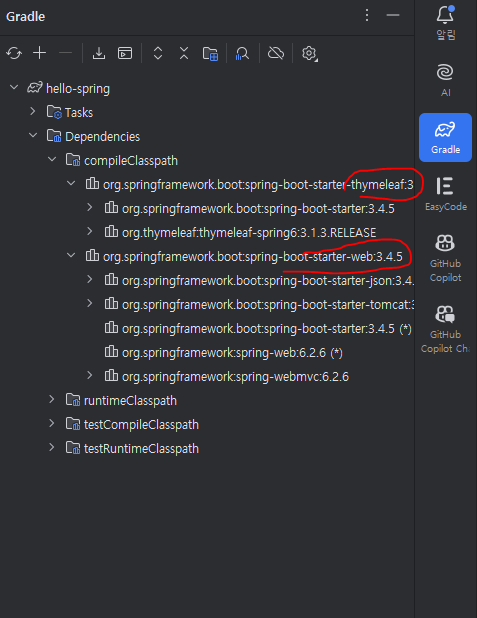 Gradle
hello-spring
Tasks
Dependencies
compileClasspath
org.springframework.boot:spring-boot-starter-thymeleaf:3
org.springframework.boot:spring-boot-starter:3.4.5
org.thymeleaf:thymeleaf-spring6:3.1.3.RELEASE
org.springframework.boot:spring-boot-starter-web:3.4.5
org.springframework.boot:spring-boot-starter-json:3.4.
org.springframework.boot:spring-boot-starter-tomcat:3
org.springframework.boot:spring-boot-starter:3.4.5 (*)
org.springframework:spring-web:6.2.6 (*)
org.springframework:spring-webmvc:6.2.6
runtimeClasspath
testCompileClasspath
testRuntimeClasspath
알림
AI
Gradle
EasyCode
GitHub
Copilot
GitHub
Copilot Ch.